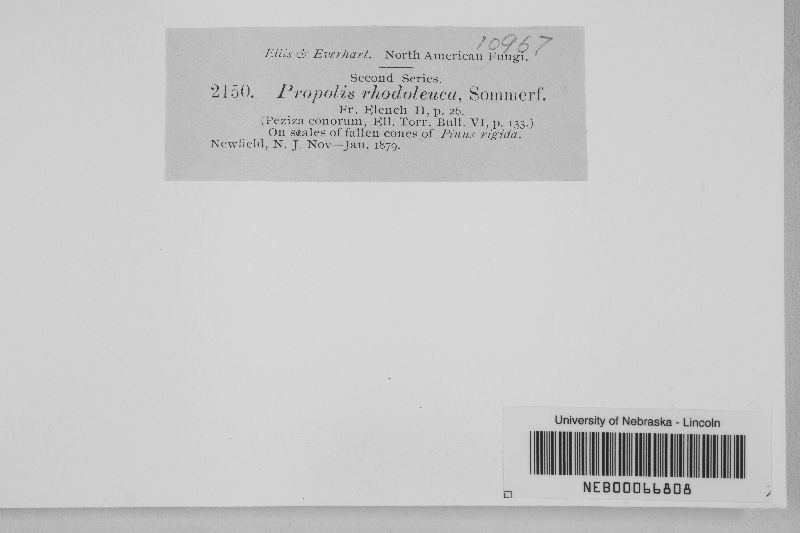 10967
Ellis & Everhart. North American Fungi.
Second Series.
2150. Propolis rhodoleuca, Sommerf.
Fr. Elench II, p. 26.
(Peziza conorum, Ell. Torr. Bull. VI, p. 133.)
On scales of fallen cones of Pinus rigida.
Newfield, N. J. Nov—Jan. 1879.
University of Nebraska - Lincoln
NEB00066808